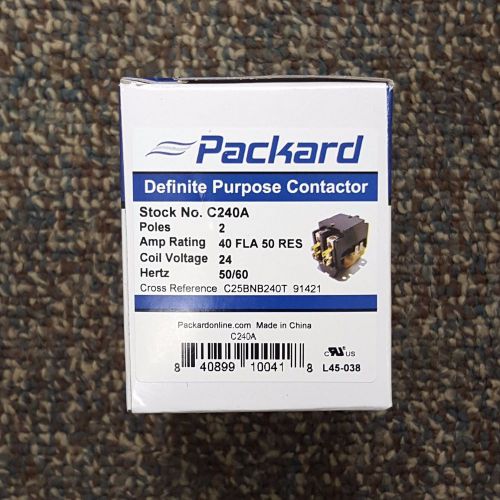 Packard
Definite Purpose Contactor
Stock No. C240A
Poles 2
Amp Rating 40 FLA 50 RES
Coil Voltage 24
Hertz 50/60
Cross Reference C25BNB240T 91421
Packardonline.com Made in China
C240A
8 40899 10041 8
C US
L45-038